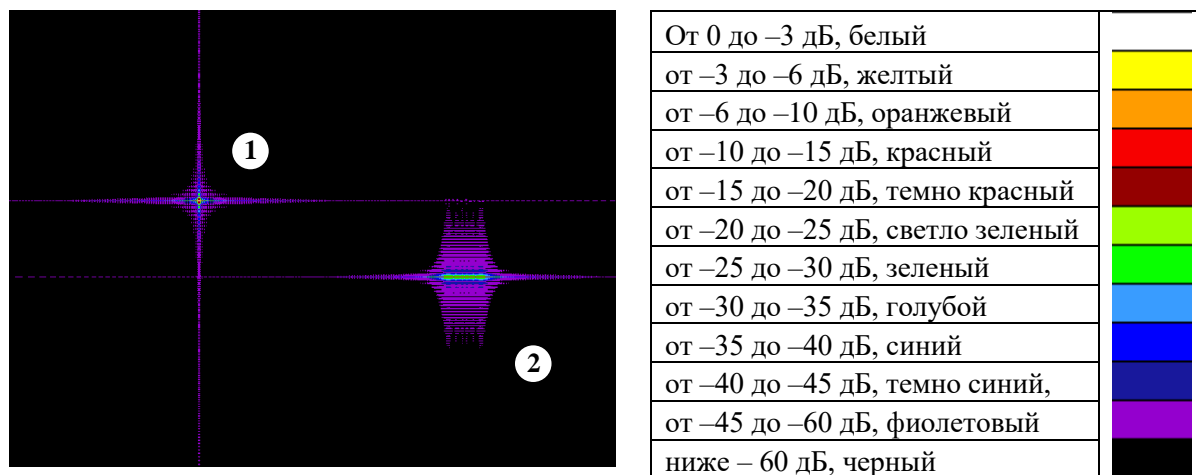 1
2
От 0 до –3 дБ, белый
от –3 до –6 дБ, желтый
от –6 до –10 дБ, оранжевый
от –10 до –15 дБ, красный
от –15 до –20 дБ, темно красный
от –20 до –25 дБ, светло зеленый
от –25 до –30 дБ, зеленый
от –30 до –35 дБ, голубой
от –35 до –40 дБ, синий
от –40 до –45 дБ, темно синий,
от –45 до –60 дБ, фиолетовый
ниже – 60 дБ, черный